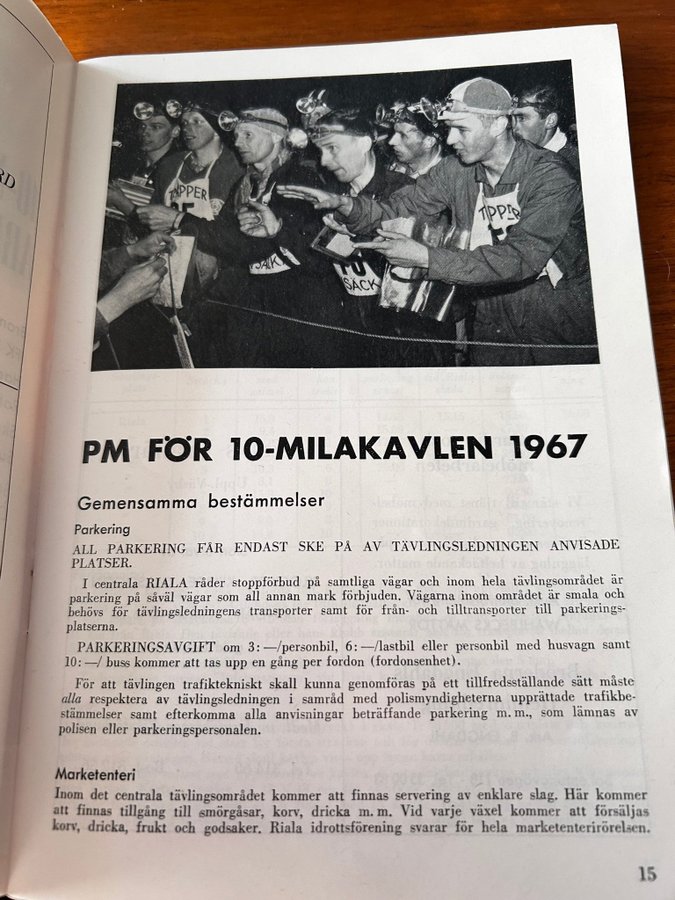 RD
TAPPER
TAPPER
SÄCK
SÄCK
PM FÖR 10-MILAKAVLEN 1967
Gemensamma bestämmelser
Parkering
ALL PARKERING FÅR ENDAST SKE PÅ AV TÄVLINGSLEDNINGEN ANVISADE
PLATSER.
I centrala RIALA råder stoppförbud på samtliga vägar och inom hela tävlingsområdet är
parkering på såväl vägar som all annan mark förbjuden. Vägarna inom området är smala och
behövs för tävlingsledningens transporter samt för från- och tilltransporter till parkerings-
platserna.
PARKERINGSAVGIFT om 3: —/personbil, 6: —/lastbil eller personbil med husvagn samt
10: —/ buss kommer att tas upp en gång per fordon (fordonsenhet).
För att tävlingen trafiktekniskt skall kunna genomföras på ett tillfredsställande sätt måste
alla respektera av tävlingsledningen i samråd med polismyndigheterna upprättade trafikbe-
stämmelser samt efterkomma alla anvisningar beträffande parkering m. m., som lämnas av
polisen eller parkeringspersonalen.
Marketenteri
Inom det centrala tävlingsområdet kommer att finnas servering av enklare slag. Här kommer
att finnas tillgång till smörgåsar, korv, dricka m. m. Vid varje växel kommer att försäljas
korv, dricka, frukt och godsaker. Riala idrottsförening svarar för hela marketenterirörelsen.
15